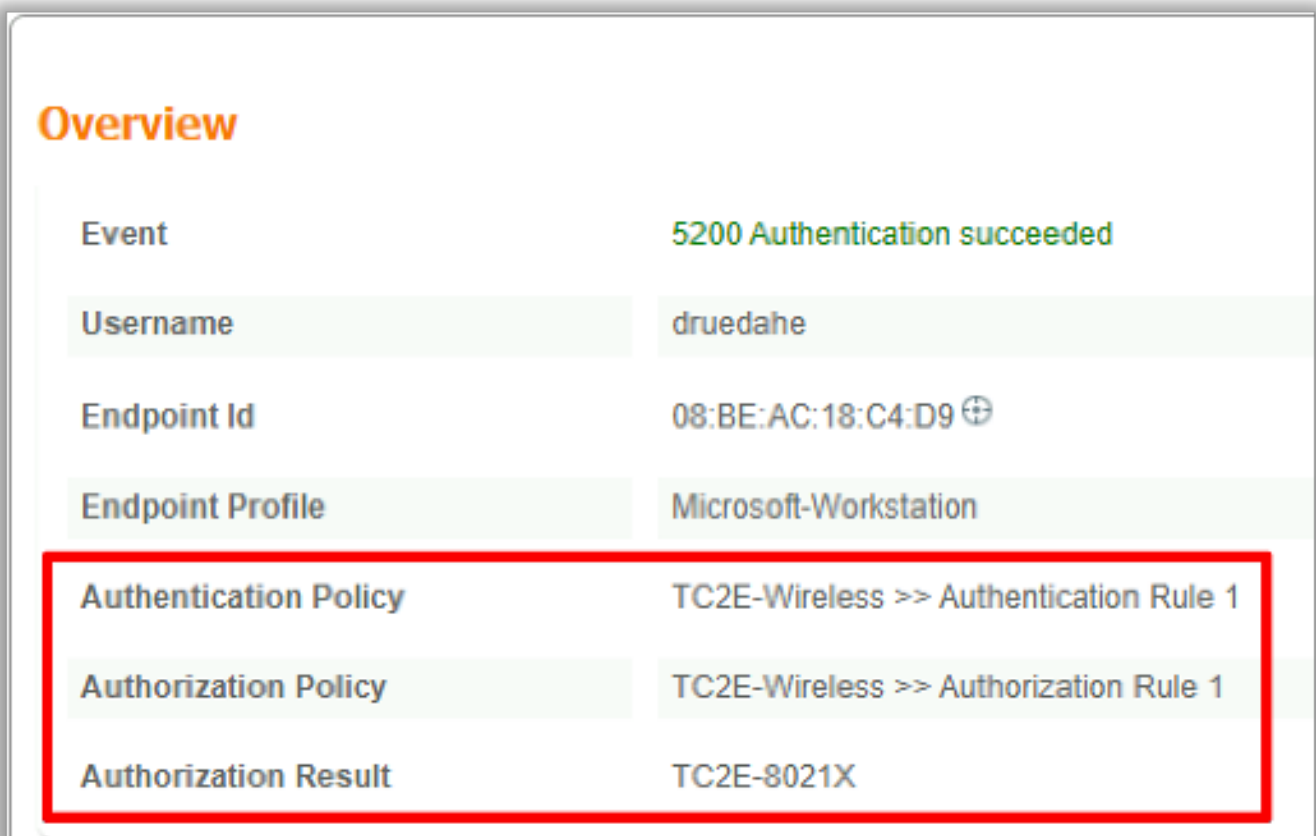 Overview
Event 5200 Authentication succeeded
Username druedahe
Endpoint Id 08:BE:AC:18:C4:D9
Endpoint Profile Microsoft-Workstation
Authentication Policy TC2E-Wireless >> Authentication Rule 1
Authorization Policy TC2E-Wireless >> Authorization Rule 1
Authorization Result TC2E-8021X